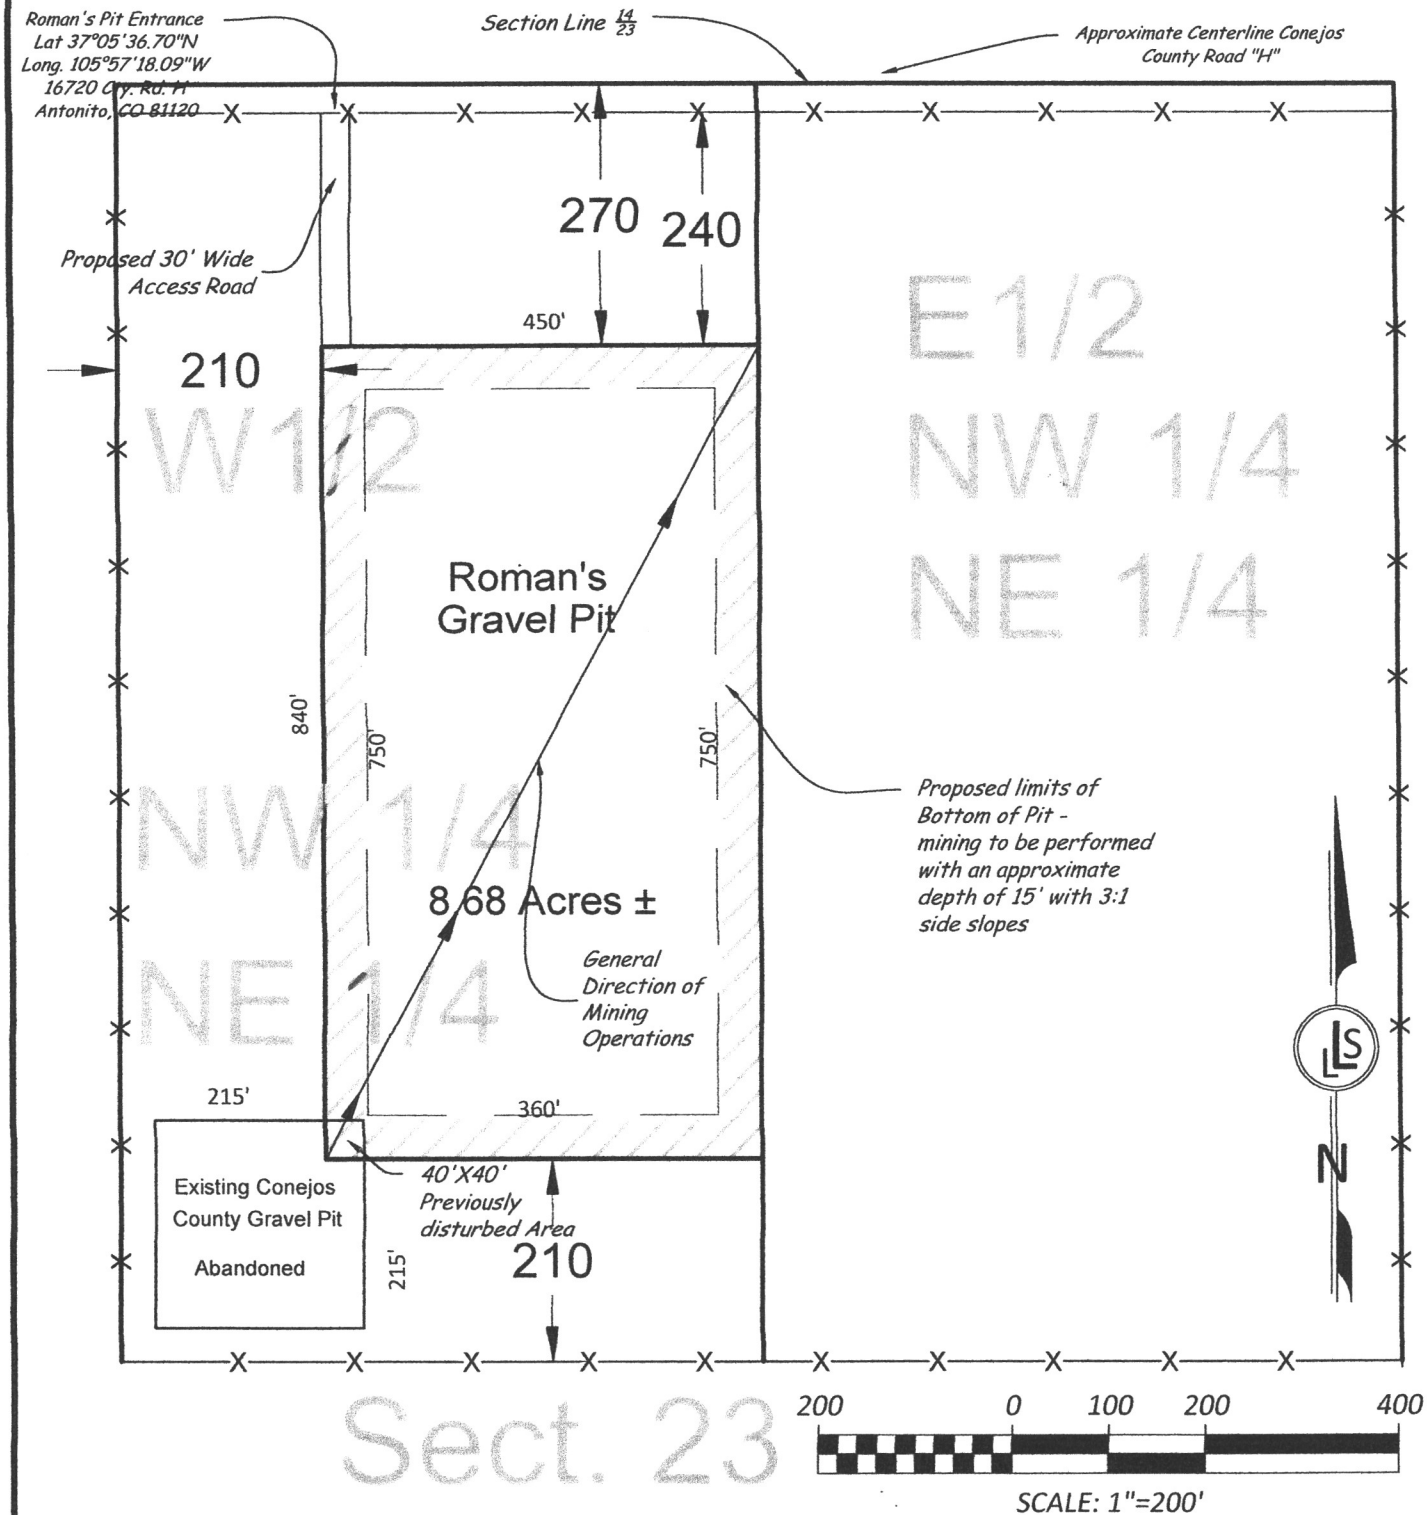 Roman's Pit Entrance
Lat 37°05'36.70"N
Long. 105°57'18.09"W
16720 Cty. Rd. H
Antonito, CO 81120
Section Line 14/23
Approximate Centerline Conejos
County Road "H"
X X X X X X X X X X
270
240
Proposed 30' Wide
Access Road
450'
210
W1/2
NW 1/4
NE 1/4
E1/2
NW 1/4
NE 1/4
Roman's
Gravel Pit
840'
750'
750'
Proposed limits of
Bottom of Pit -
mining to be performed
with an approximate
depth of 15' with 3:1
side slopes
8.68 Acres ±
General
Direction of
Mining
Operations
360'
215'
Existing Conejos
County Gravel Pit
Abandoned
215'
40'X40'
Previously
disturbed Area
210
LLS
N
X X X X X X X X X X
Sect. 23
200 0 100 200 400
SCALE: 1"=200'